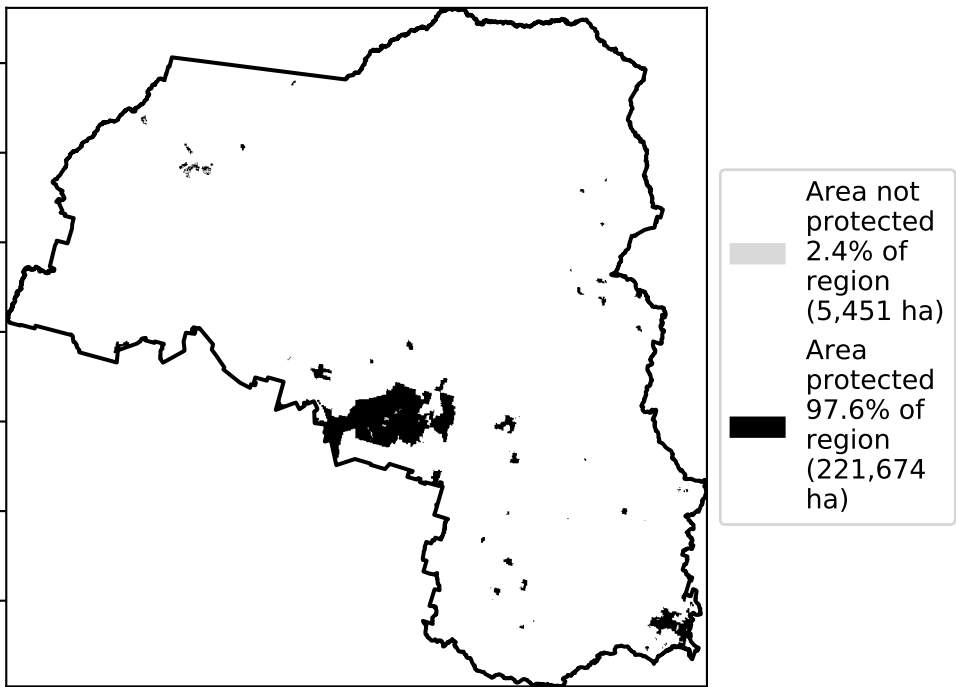 Area not
protected
2.4% of
region
(5,451 ha)
Area
protected
97.6% of
region
(221,674
ha)